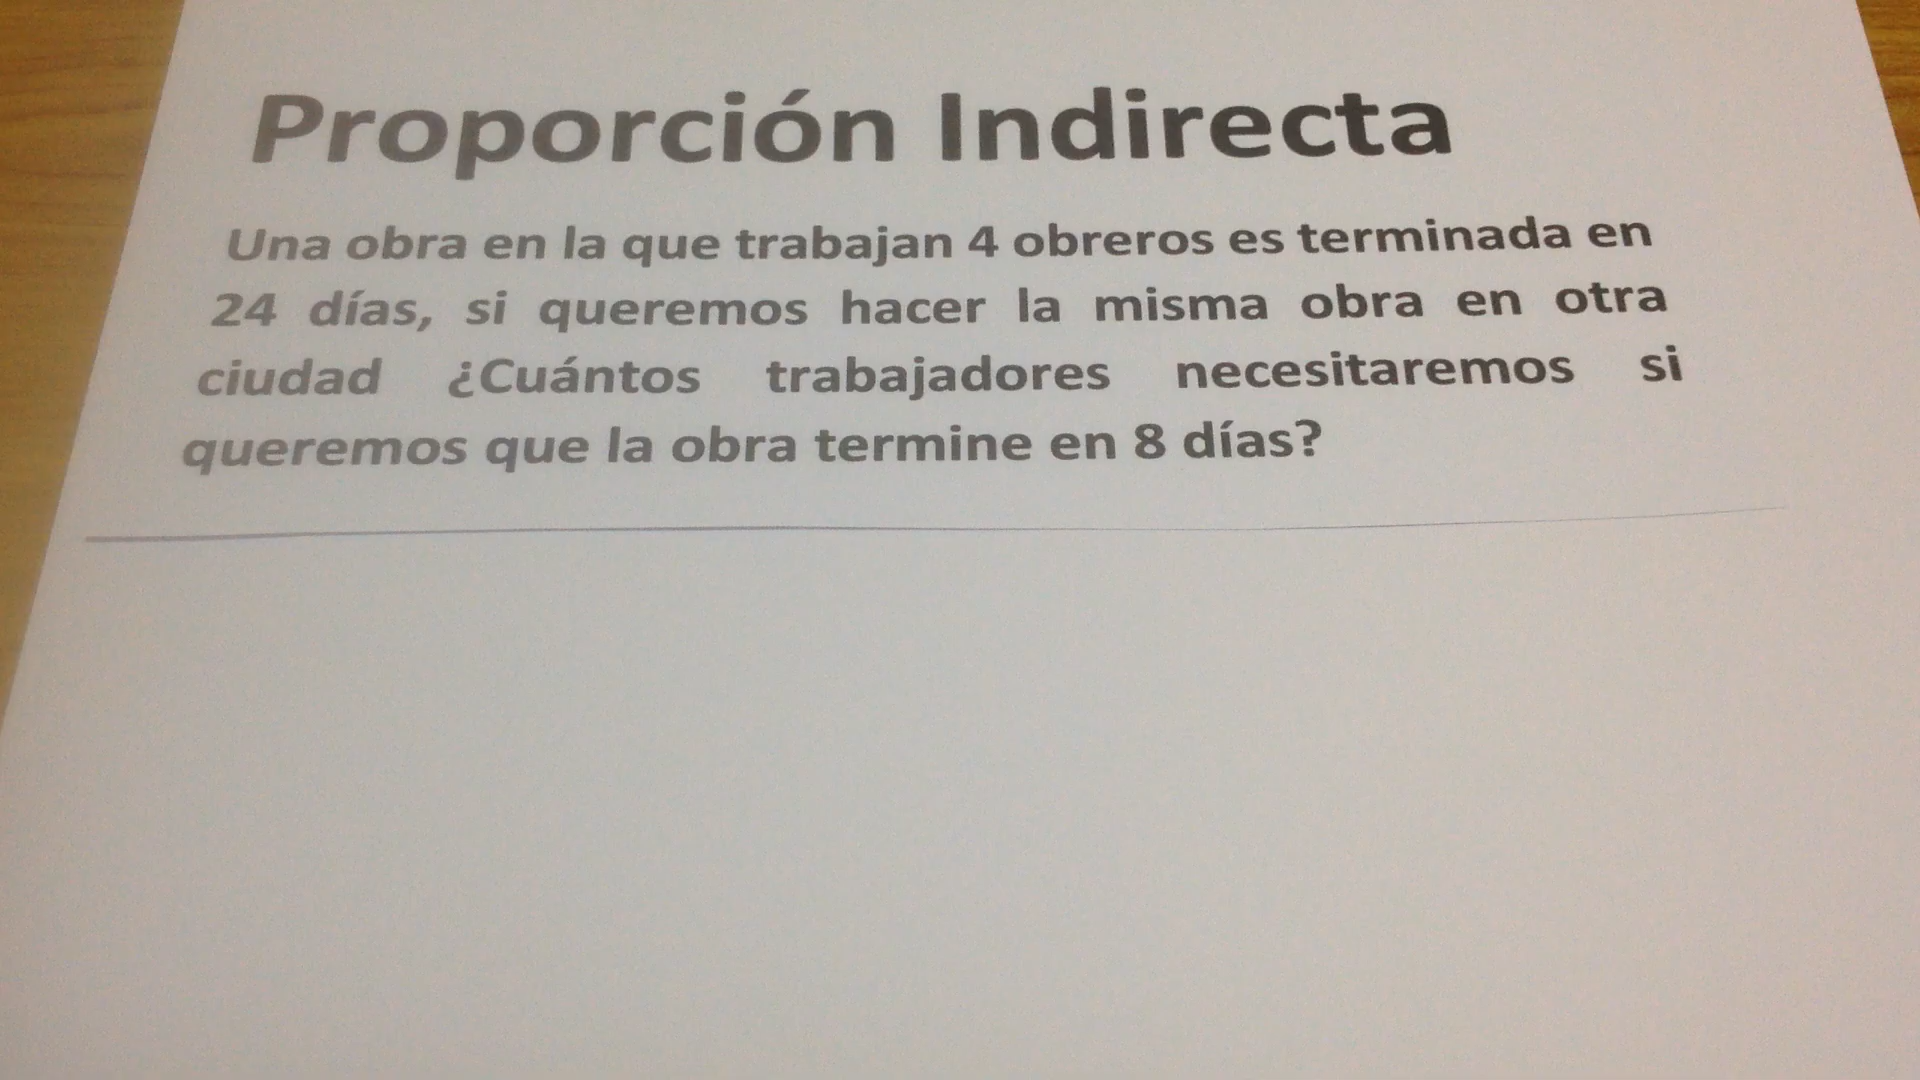 Proporción Indirecta
Una obra en la que trabajan 4 obreros es terminada en
24 días, si queremos hacer la misma obra en otra
ciudad ¿Cuántos trabajadores necesitaremos si
queremos que la obra termine en 8 días?